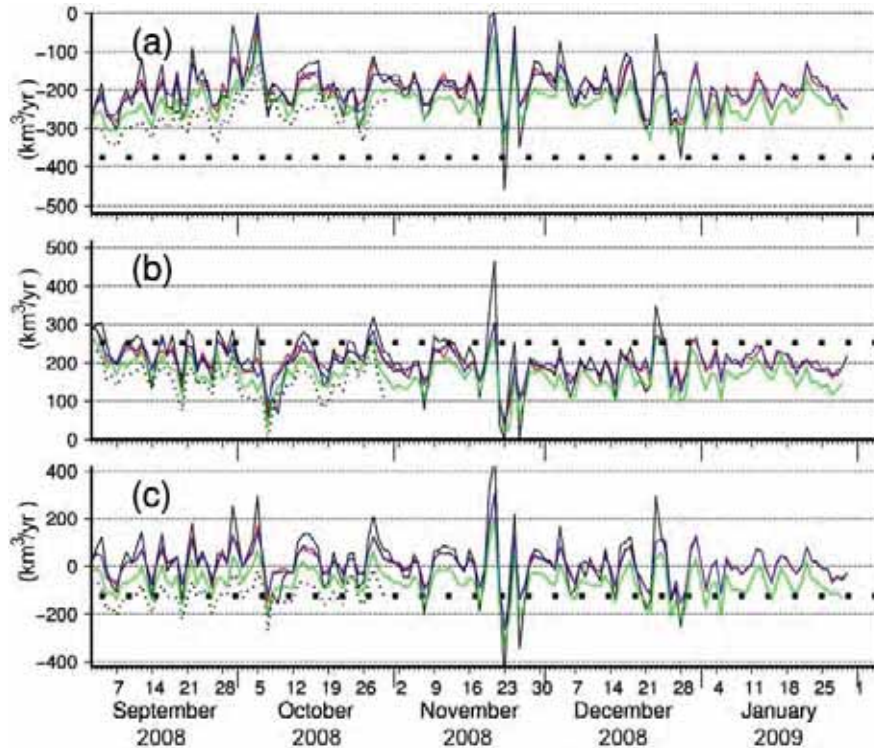 (a)
(km³/yr)
0
−100
−200
−300
−400
−500
(b)
(km³/yr)
500
400
300
200
100
0
(c)
(km³/yr)
400
200
0
−200
−400
7 14 21 28 5 12 19 26 2 9 16 23 30 7 14 21 28 4 11 18 25 1
September October November December January
2008 2008 2008 2008 2009